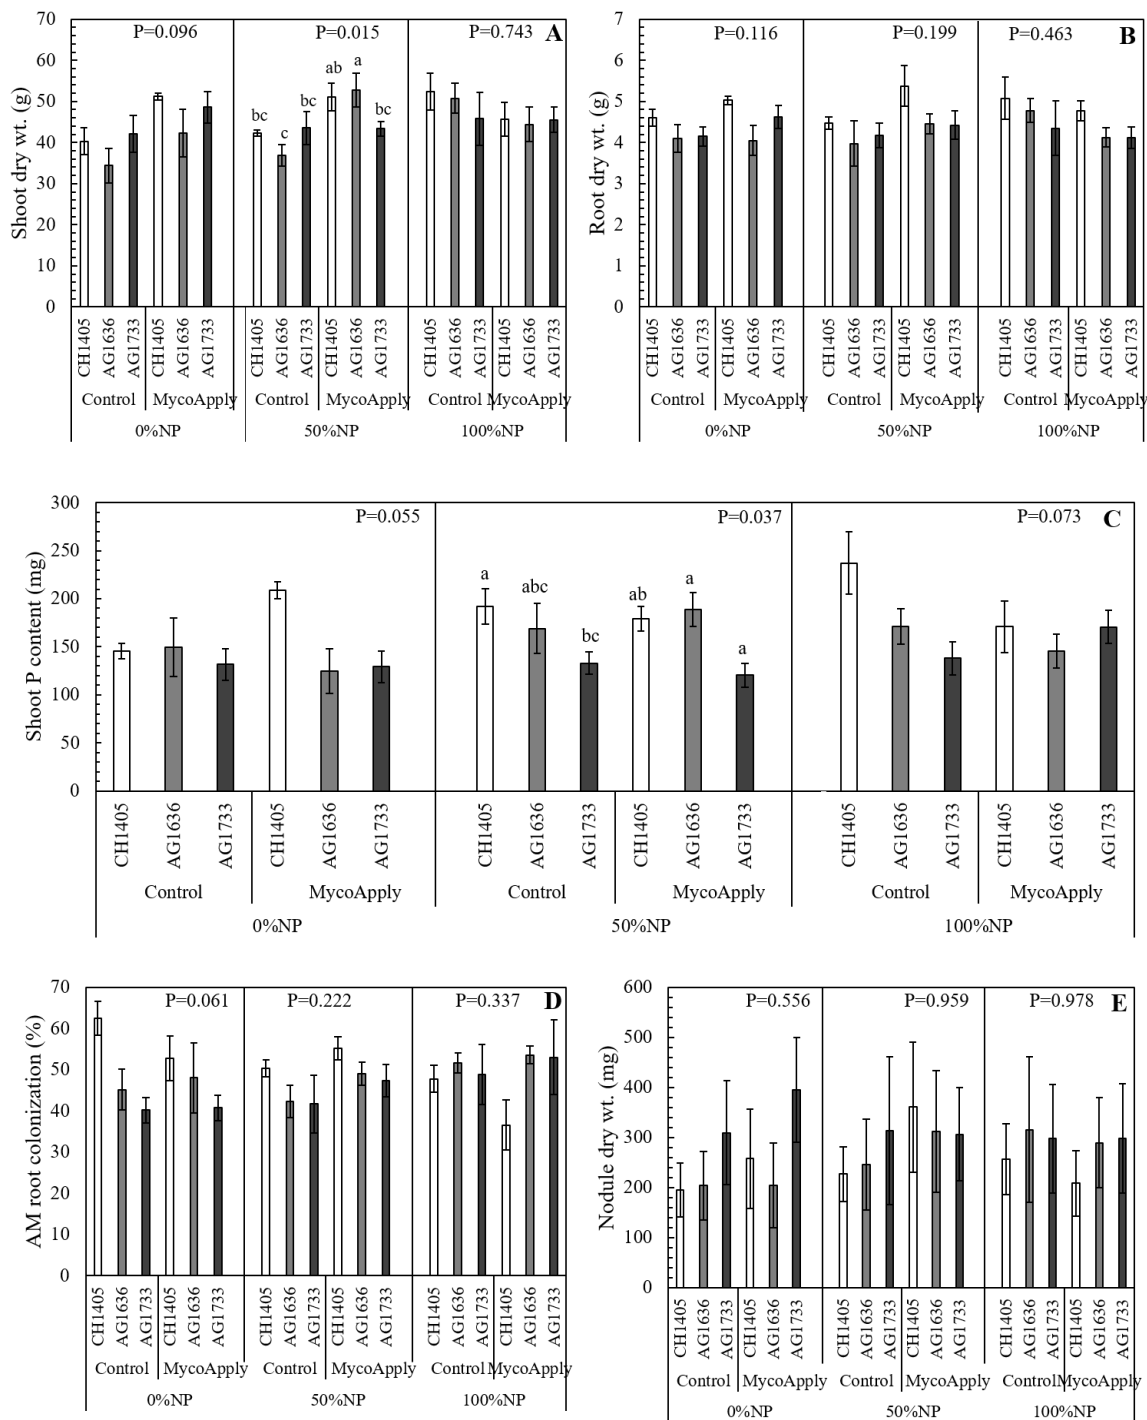 P=0.096
P=0.015
P=0.743
A
70
60
50
40
30
20
10
0
Shoot dry wt. (g)
bc
c
bc
ab
a
bc
CH1405
AG1636
AG1733
CH1405
AG1636
AG1733
CH1405
AG1636
AG1733
CH1405
AG1636
AG1733
CH1405
AG1636
AG1733
CH1405
AG1636
AG1733
Control
MycoApply
Control
MycoApply
Control
MycoApply
0%NP
50%NP
100%NP
P=0.116
P=0.199
P=0.463
B
7
6
5
4
3
2
1
0
Root dry wt. (g)
CH1405
AG1636
AG1733
CH1405
AG1636
AG1733
CH1405
AG1636
AG1733
CH1405
AG1636
AG1733
CH1405
AG1636
AG1733
CH1405
AG1636
AG1733
Control
MycoApply
Control
MycoApply
Control
MycoApply
0%NP
50%NP
100%NP
P=0.055
P=0.037
P=0.073
C
300
250
200
150
100
50
0
Shoot P content (mg)
a
abc
bc
ab
a
a
CH1405
AG1636
AG1733
CH1405
AG1636
AG1733
CH1405
AG1636
AG1733
CH1405
AG1636
AG1733
CH1405
AG1636
AG1733
CH1405
AG1636
AG1733
Control
MycoApply
Control
MycoApply
Control
MycoApply
0%NP
50%NP
100%NP
P=0.061
P=0.222
P=0.337
D
70
60
50
40
30
20
10
0
AM root colonization (%)
CH1405
AG1636
AG1733
CH1405
AG1636
AG1733
CH1405
AG1636
AG1733
CH1405
AG1636
AG1733
CH1405
AG1636
AG1733
CH1405
AG1636
AG1733
Control
MycoApply
Control
MycoApply
Control
MycoApply
0%NP
50%NP
100%NP
P=0.556
P=0.959
P=0.978
E
600
500
400
300
200
100
0
Nodule dry wt. (mg)
CH1405
AG1636
AG1733
CH1405
AG1636
AG1733
CH1405
AG1636
AG1733
CH1405
AG1636
AG1733
CH1405
AG1636
AG1733
CH1405
AG1636
AG1733
Control
MycoApply
Control
MycoApply
Control
MycoApply
0%NP
50%NP
100%NP